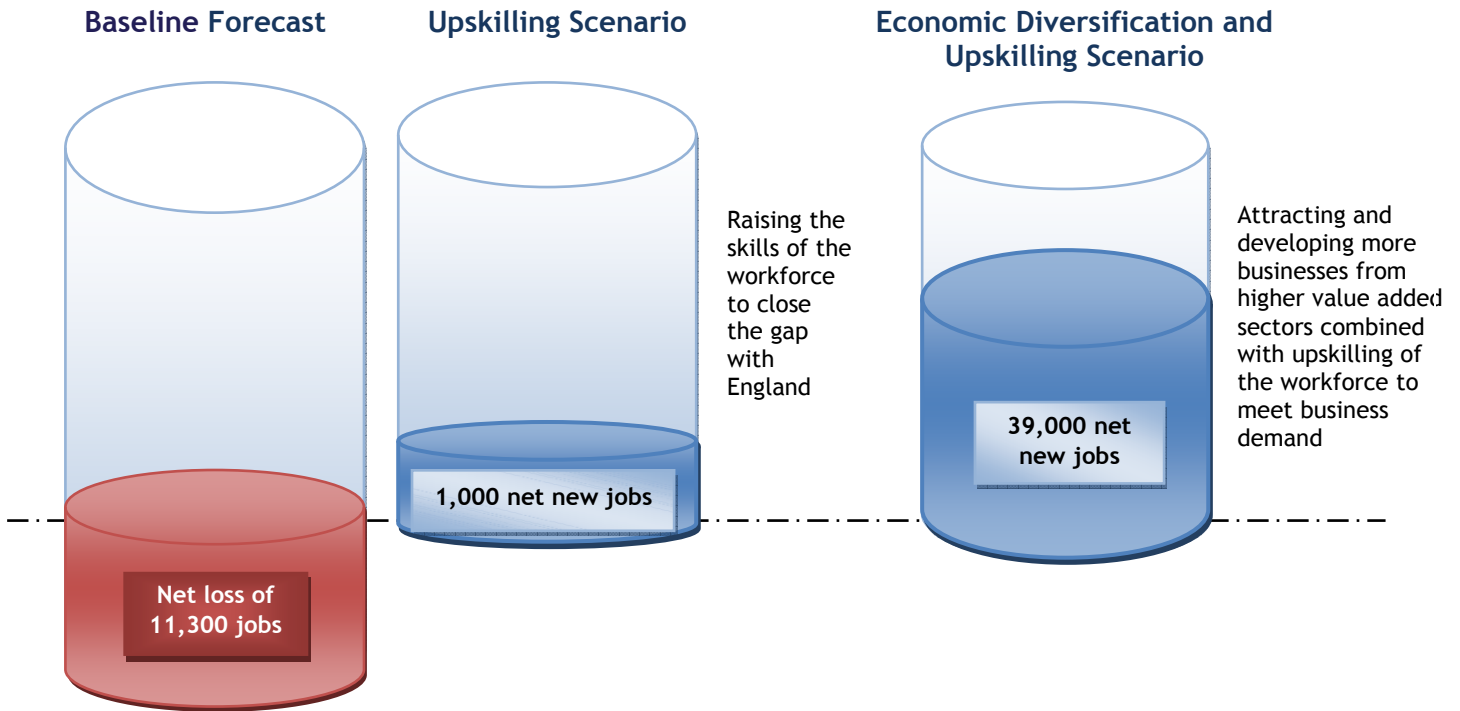 Baseline Forecast
Upskilling Scenario
Economic Diversification and
Upskilling Scenario
Raising the
skills of the
workforce
to close
the gap
with
England
Attracting and
developing more
businesses from
higher value added
sectors combined
with upskilling of
the workforce to
meet business
demand
Net loss of
11,300 jobs
1,000 net new jobs
39,000 net
new jobs